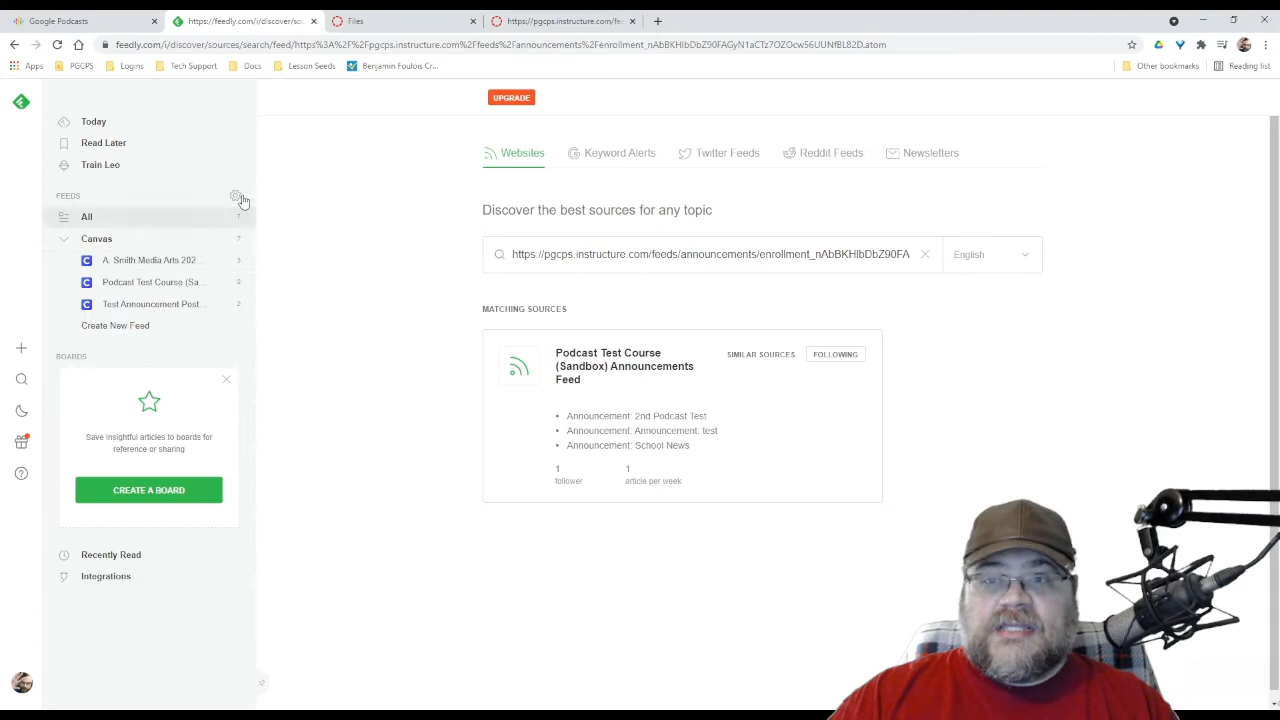 Google Podcasts
https://feedly.com/i/discover/sou
Files
https://pgcps.instructure.com/fe
feedly.com/i/discover/sources/search/feed/https%3A%2F%2Fpgcps.instructure.com%2Ffeeds%2Fannouncements%2Fenrollment_nAbBKHIbDbZ90FAGyN1aCTz7OZOcw56UUNfBL82D.atom
Apps
PGCPS
Logins
Tech Support
Docs
Lesson Seeds
Benjamin Foulois Cr...
Other bookmarks
Reading list
UPGRADE
Today
Read Later
Train Leo
FEEDS
All 7
Canvas 7
A. Smith Media Arts 202... 3
Podcast Test Course (Sa... 2
Test Announcement Post... 2
Create New Feed
BOARDS
Save insightful articles to boards for
reference or sharing
CREATE A BOARD
Recently Read
Integrations
Websites
Keyword Alerts
Twitter Feeds
Reddit Feeds
Newsletters
Discover the best sources for any topic
https://pgcps.instructure.com/feeds/announcements/enrollment_nAbBKHIbDbZ90FA
English
MATCHING SOURCES
Podcast Test Course
(Sandbox) Announcements
Feed
SIMILAR SOURCES
FOLLOWING
• Announcement: 2nd Podcast Test
• Announcement: Announcement: test
• Announcement: School News
1 1
follower article per week